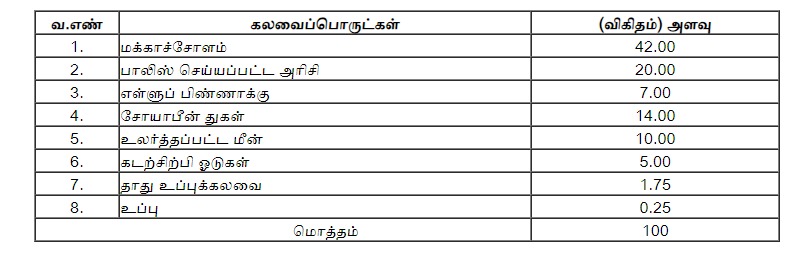 வ.எண் கலவைப்பொருட்கள் (விகிதம்) அளவு
1. மக்காச்சோளம் 42.00
2. பாலிஸ் செய்யப்பட்ட அரிசி 20.00
3. எள்ளுப் பிண்ணாக்கு 7.00
4. சோயாபீன் துகள் 14.00
5. உலர்த்தப்பட்ட மீன் 10.00
6. கடற்சிற்பி ஓடுகள் 5.00
7. தாது உப்புக்கலவை 1.75
8. உப்பு 0.25
மொத்தம் 100